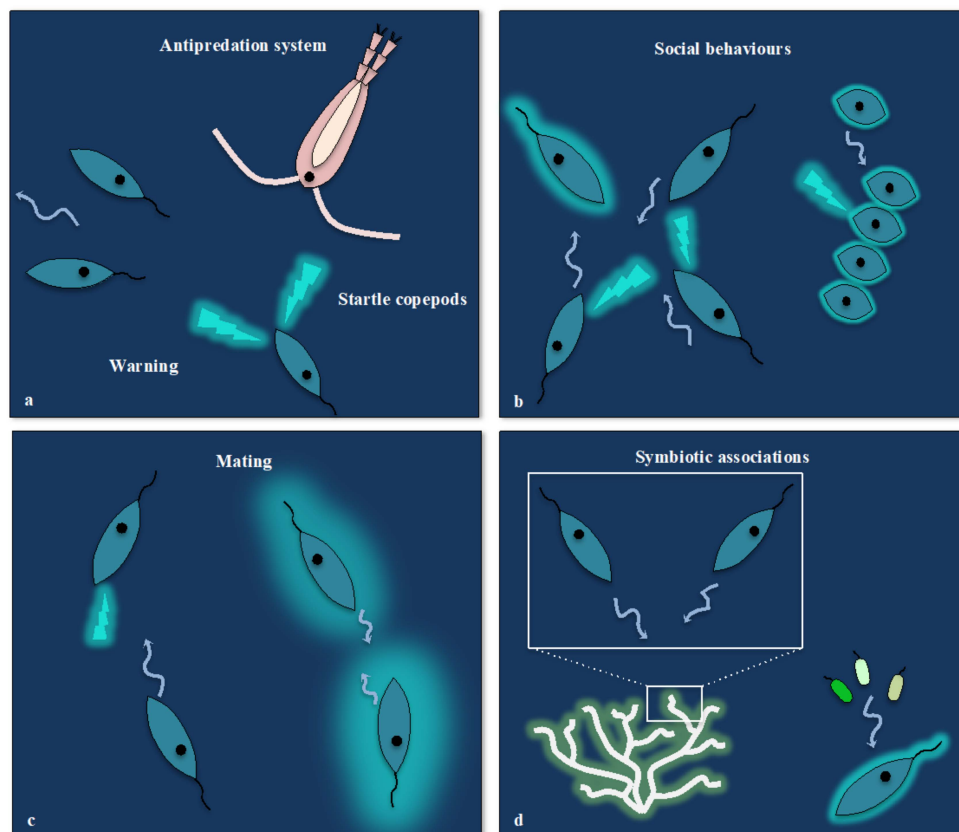 Antipredation system
Startle copepods
Warning
a
Social behaviours
b
Mating
c
Symbiotic associations
d